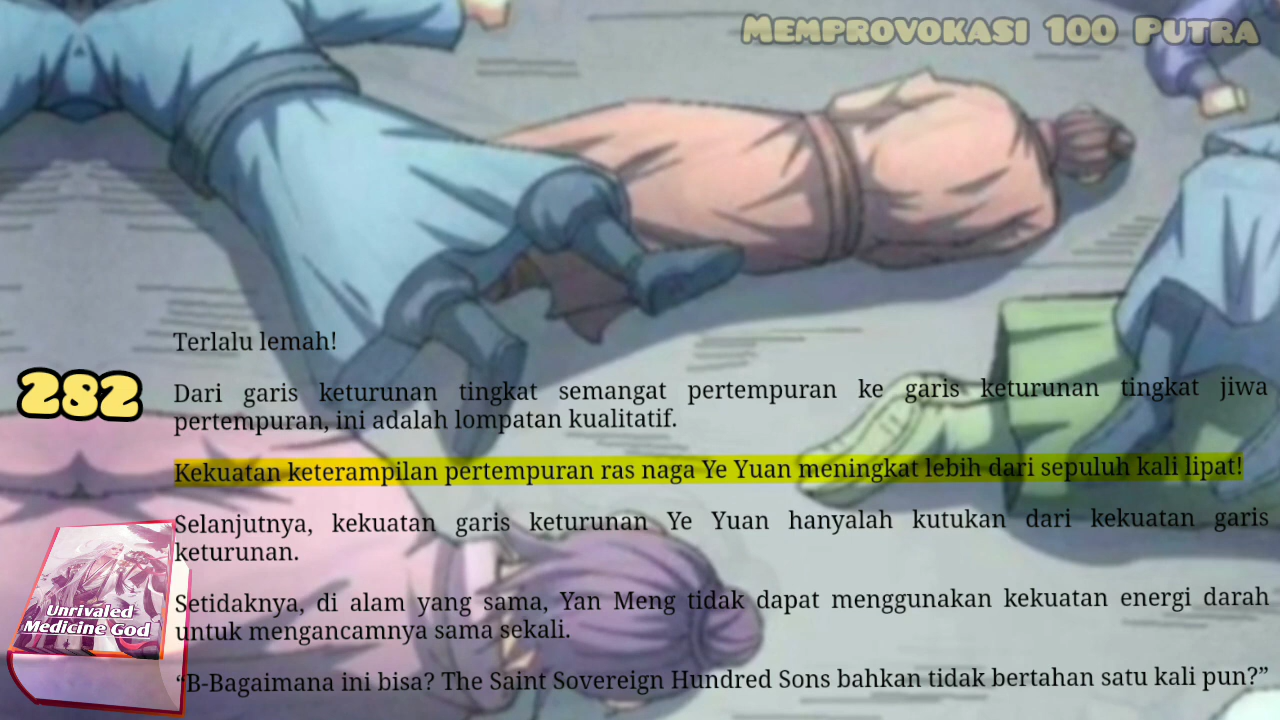 Memprovokasi 100 Putra
Terlalu lemah!
282
Dari garis keturunan tingkat semangat pertempuran ke garis keturunan tingkat jiwa
pertempuran, ini adalah lompatan kualitatif.
Kekuatan keterampilan pertempuran ras naga Ye Yuan meningkat lebih dari sepuluh kali lipat!
Selanjutnya, kekuatan garis keturunan Ye Yuan hanyalah kutukan dari kekuatan garis
keturunan.
Setidaknya, di alam yang sama, Yan Meng tidak dapat menggunakan kekuatan energi darah
untuk mengancamnya sama sekali.
Unrivaled
Medicine God
“B-Bagaimana ini bisa? The Saint Sovereign Hundred Sons bahkan tidak bertahan satu kali pun?”